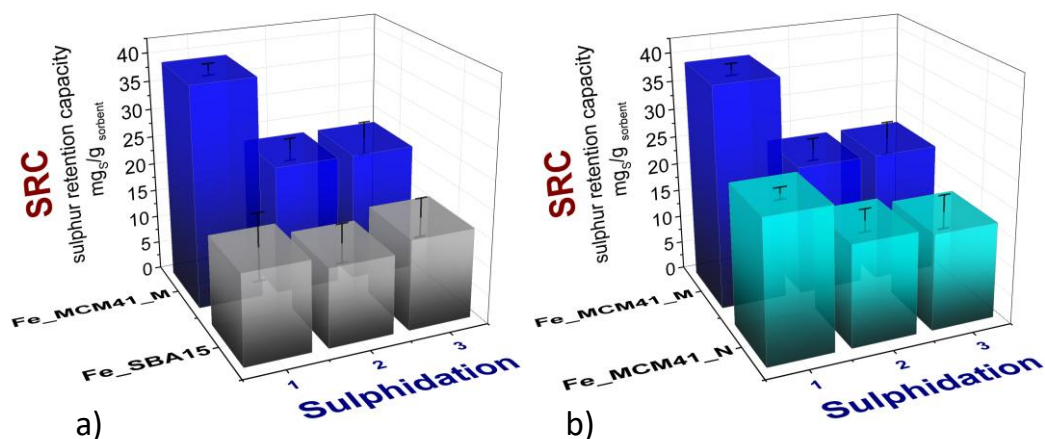 40
35
30
25
20
15
10
5
0
SRC
sulphur retention capacity
mgS/g sorbent
Fe_MCM41_M
Fe_SBA15
1
2
3
Sulphidation
a)
40
35
30
25
20
15
10
5
0
SRC
sulphur retention capacity
mgS/g sorbent
Fe_MCM41_M
Fe_MCM41_N
1
2
3
Sulphidation
b)